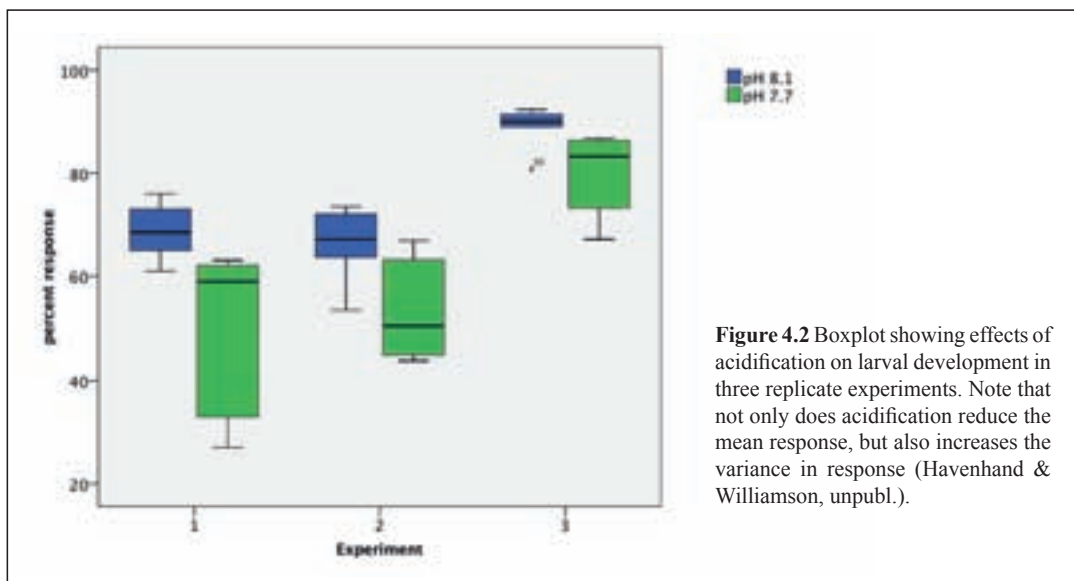 100
80
60
40
20
percent response
1
2
3
Experiment
pH 8.1
pH 7.7
Figure 4.2 Boxplot showing effects of
acidification on larval development in
three replicate experiments. Note that
not only does acidification reduce the
mean response, but also increases the
variance in response (Havenhand &
Williamson, unpubl.).